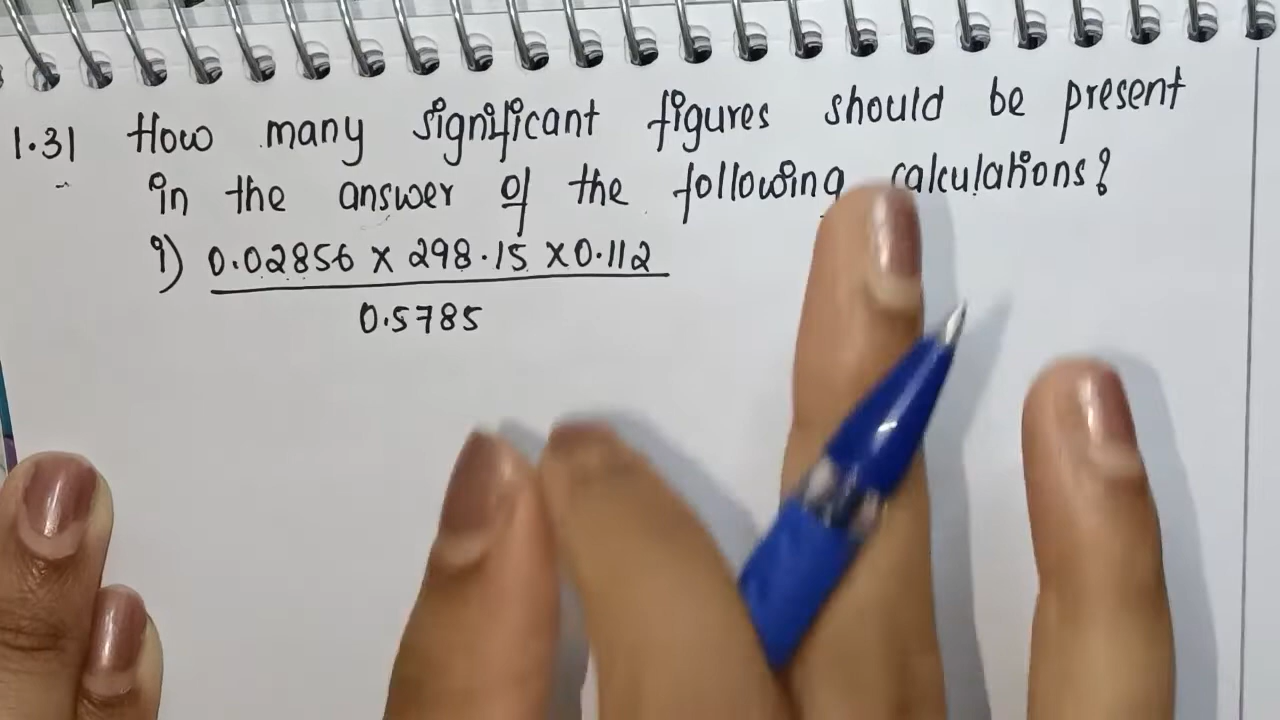 1.31 How many significant figures should be present
in the answer of the following calculations?
i) 0.02856 x 298.15 x 0.112
0.5785